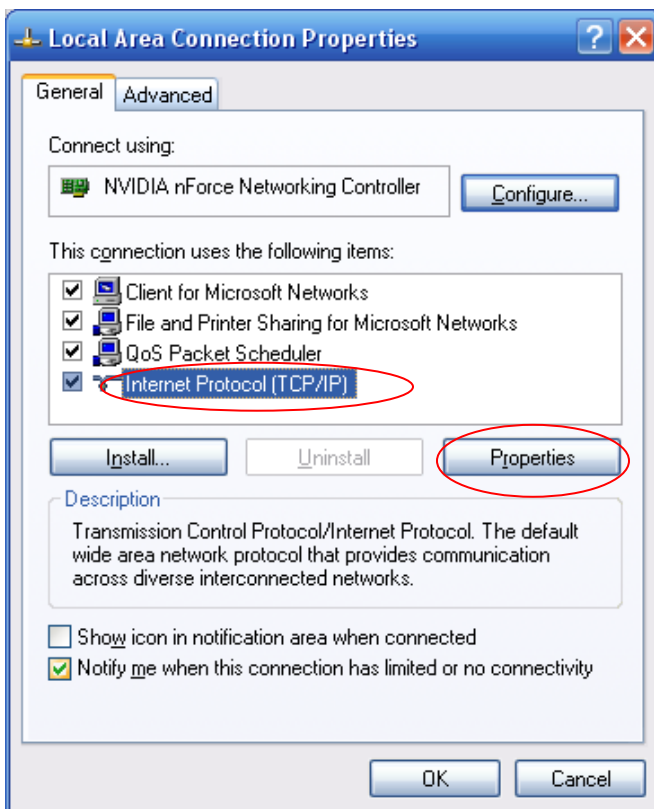 Local Area Connection Properties
General Advanced
Connect using:
NVIDIA nForce Networking Controller
Configure...
This connection uses the following items:
Client for Microsoft Networks
File and Printer Sharing for Microsoft Networks
QoS Packet Scheduler
Internet Protocol (TCP/IP)
Install... Uninstall Properties
Description
Transmission Control Protocol/Internet Protocol. The default
wide area network protocol that provides communication
across diverse interconnected networks.
Show icon in notification area when connected
Notify me when this connection has limited or no connectivity
OK Cancel